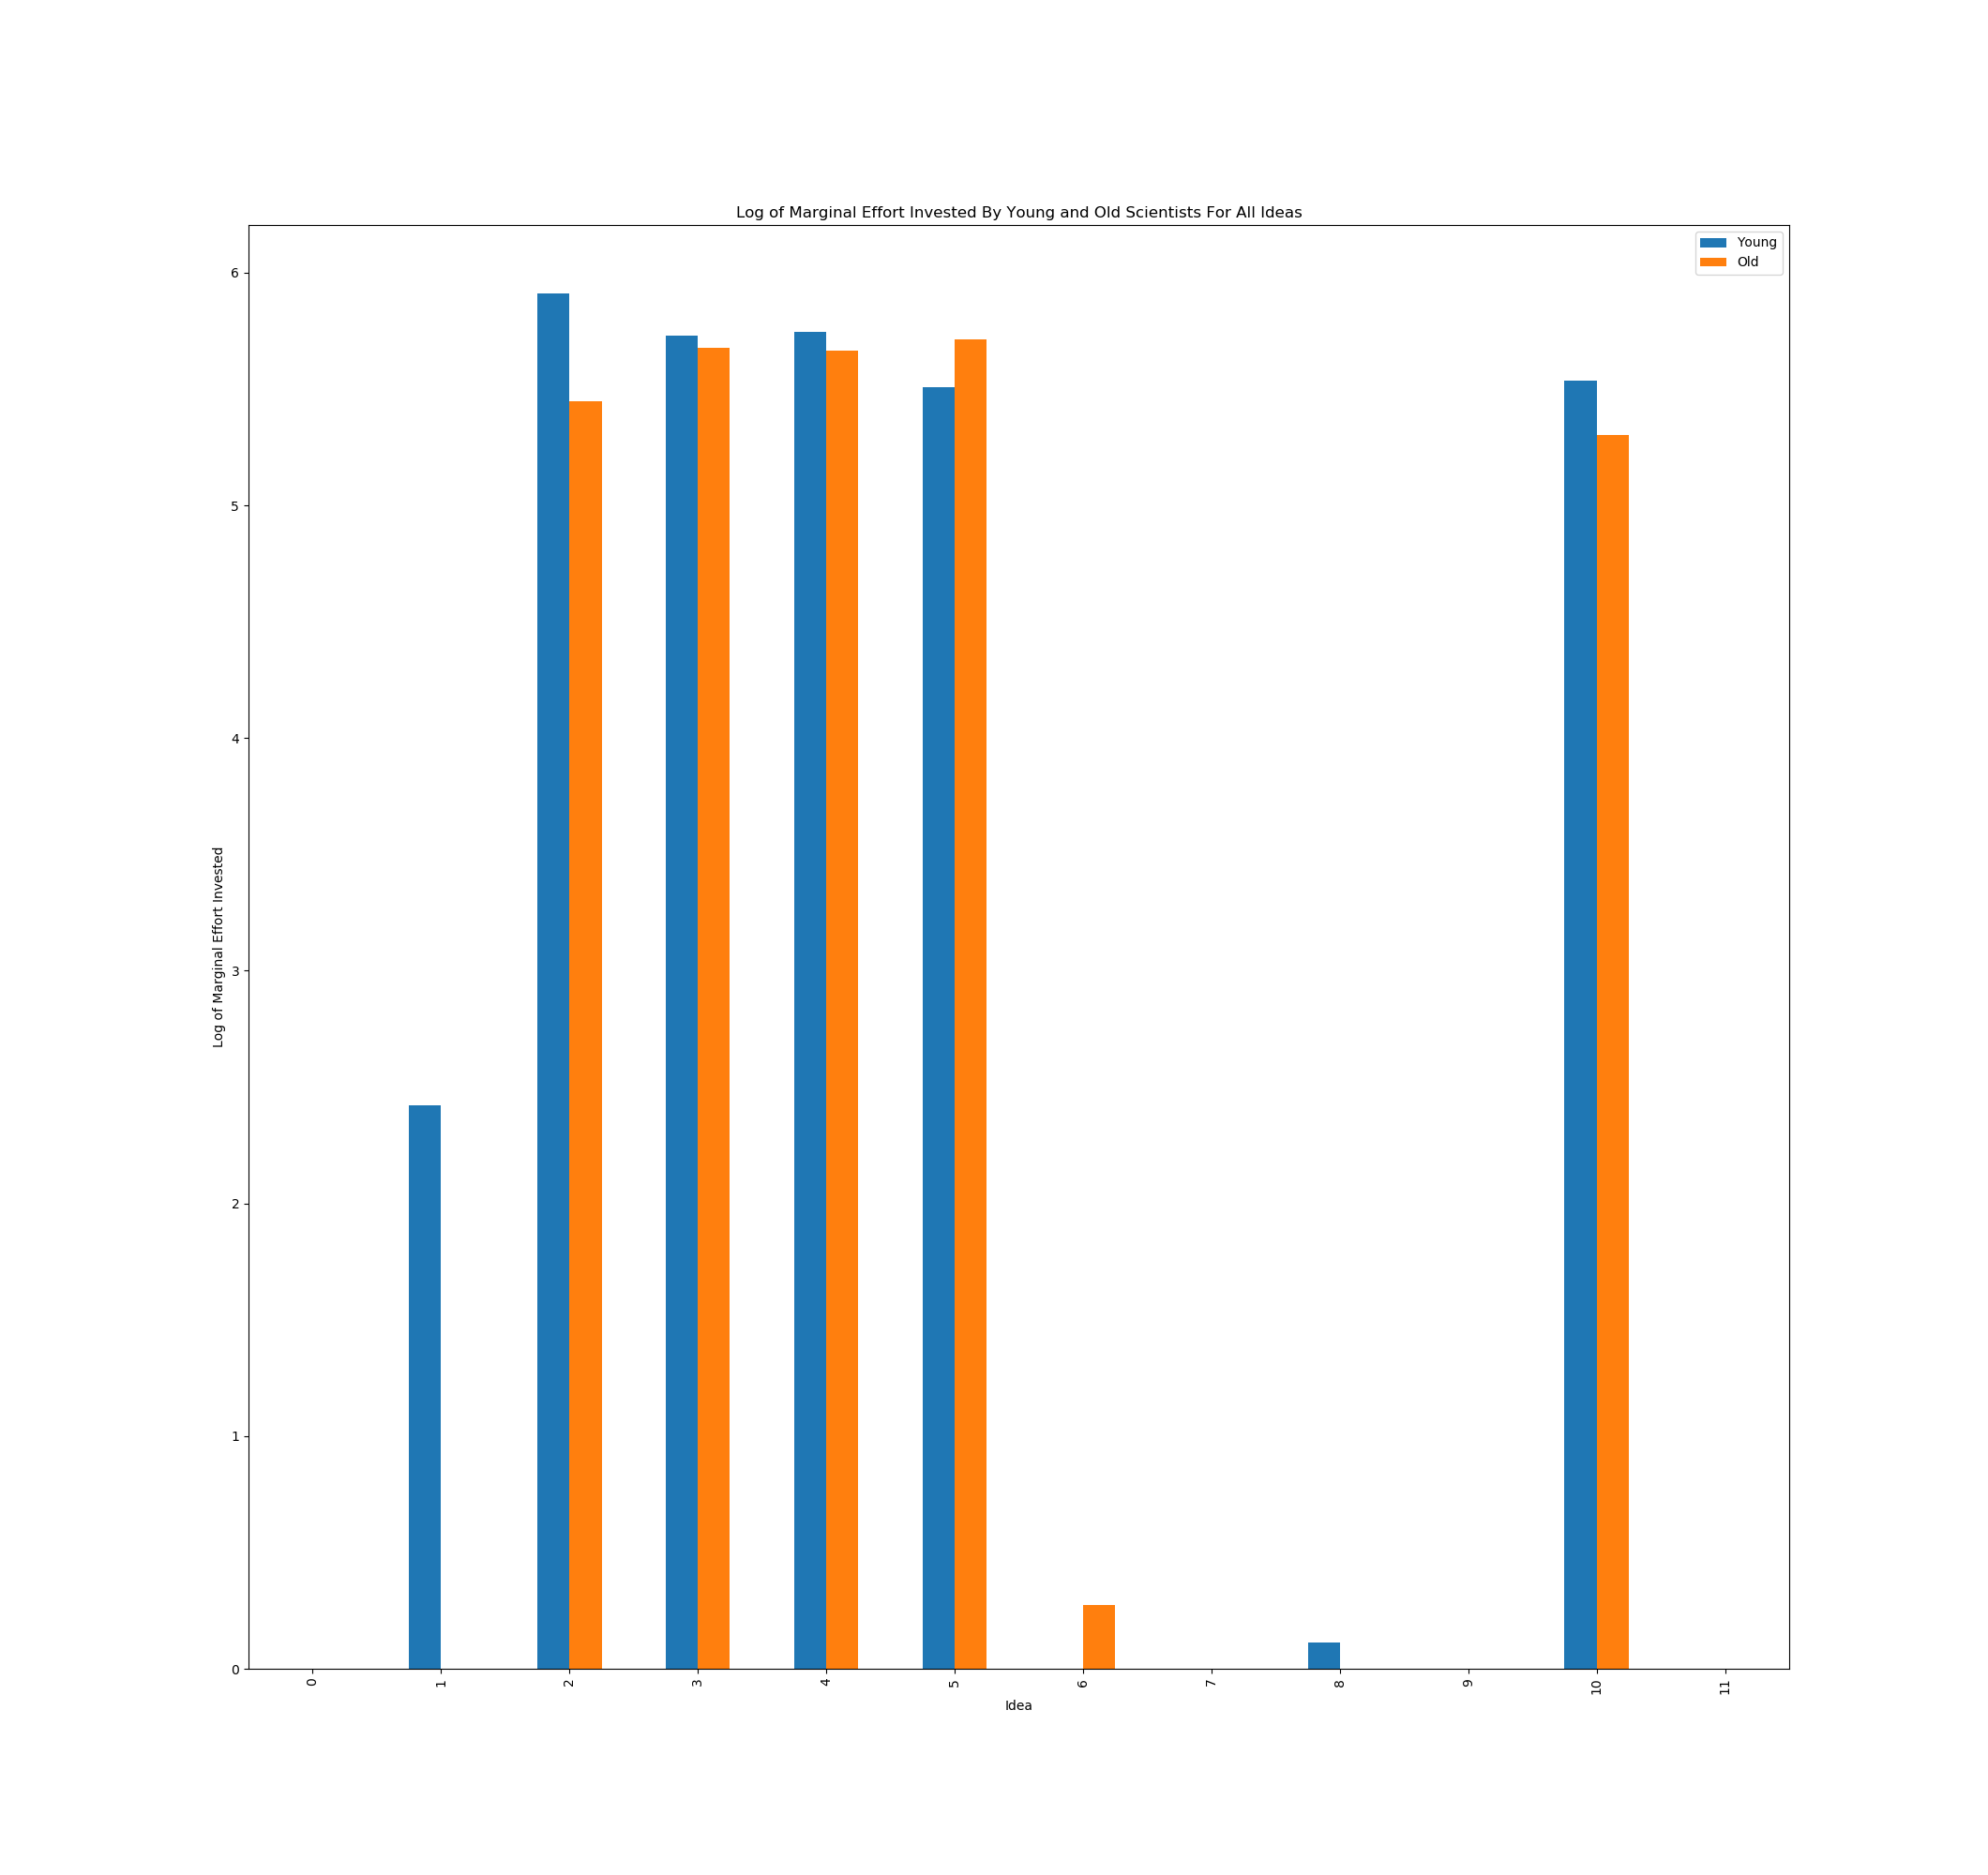 Log of Marginal Effort Invested By Young and Old Scientists For All Ideas
Young
Old
6
5
4
3
2
1
0
Log of Marginal Effort Invested
0 1 2 3 4 5 6 7 8 9 10 11
Idea